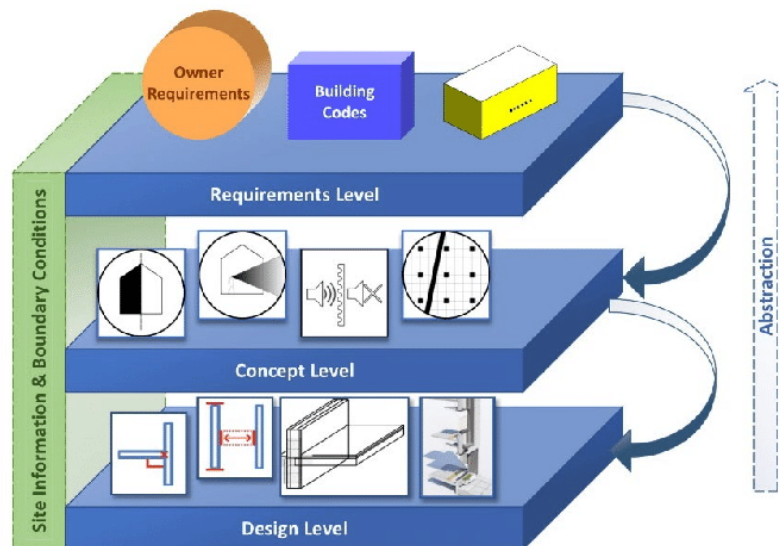 Owner
Requirements
Building
Codes
......
Requirements Level
Concept Level
Design Level
Site Information & Boundary Conditions
Abstraction